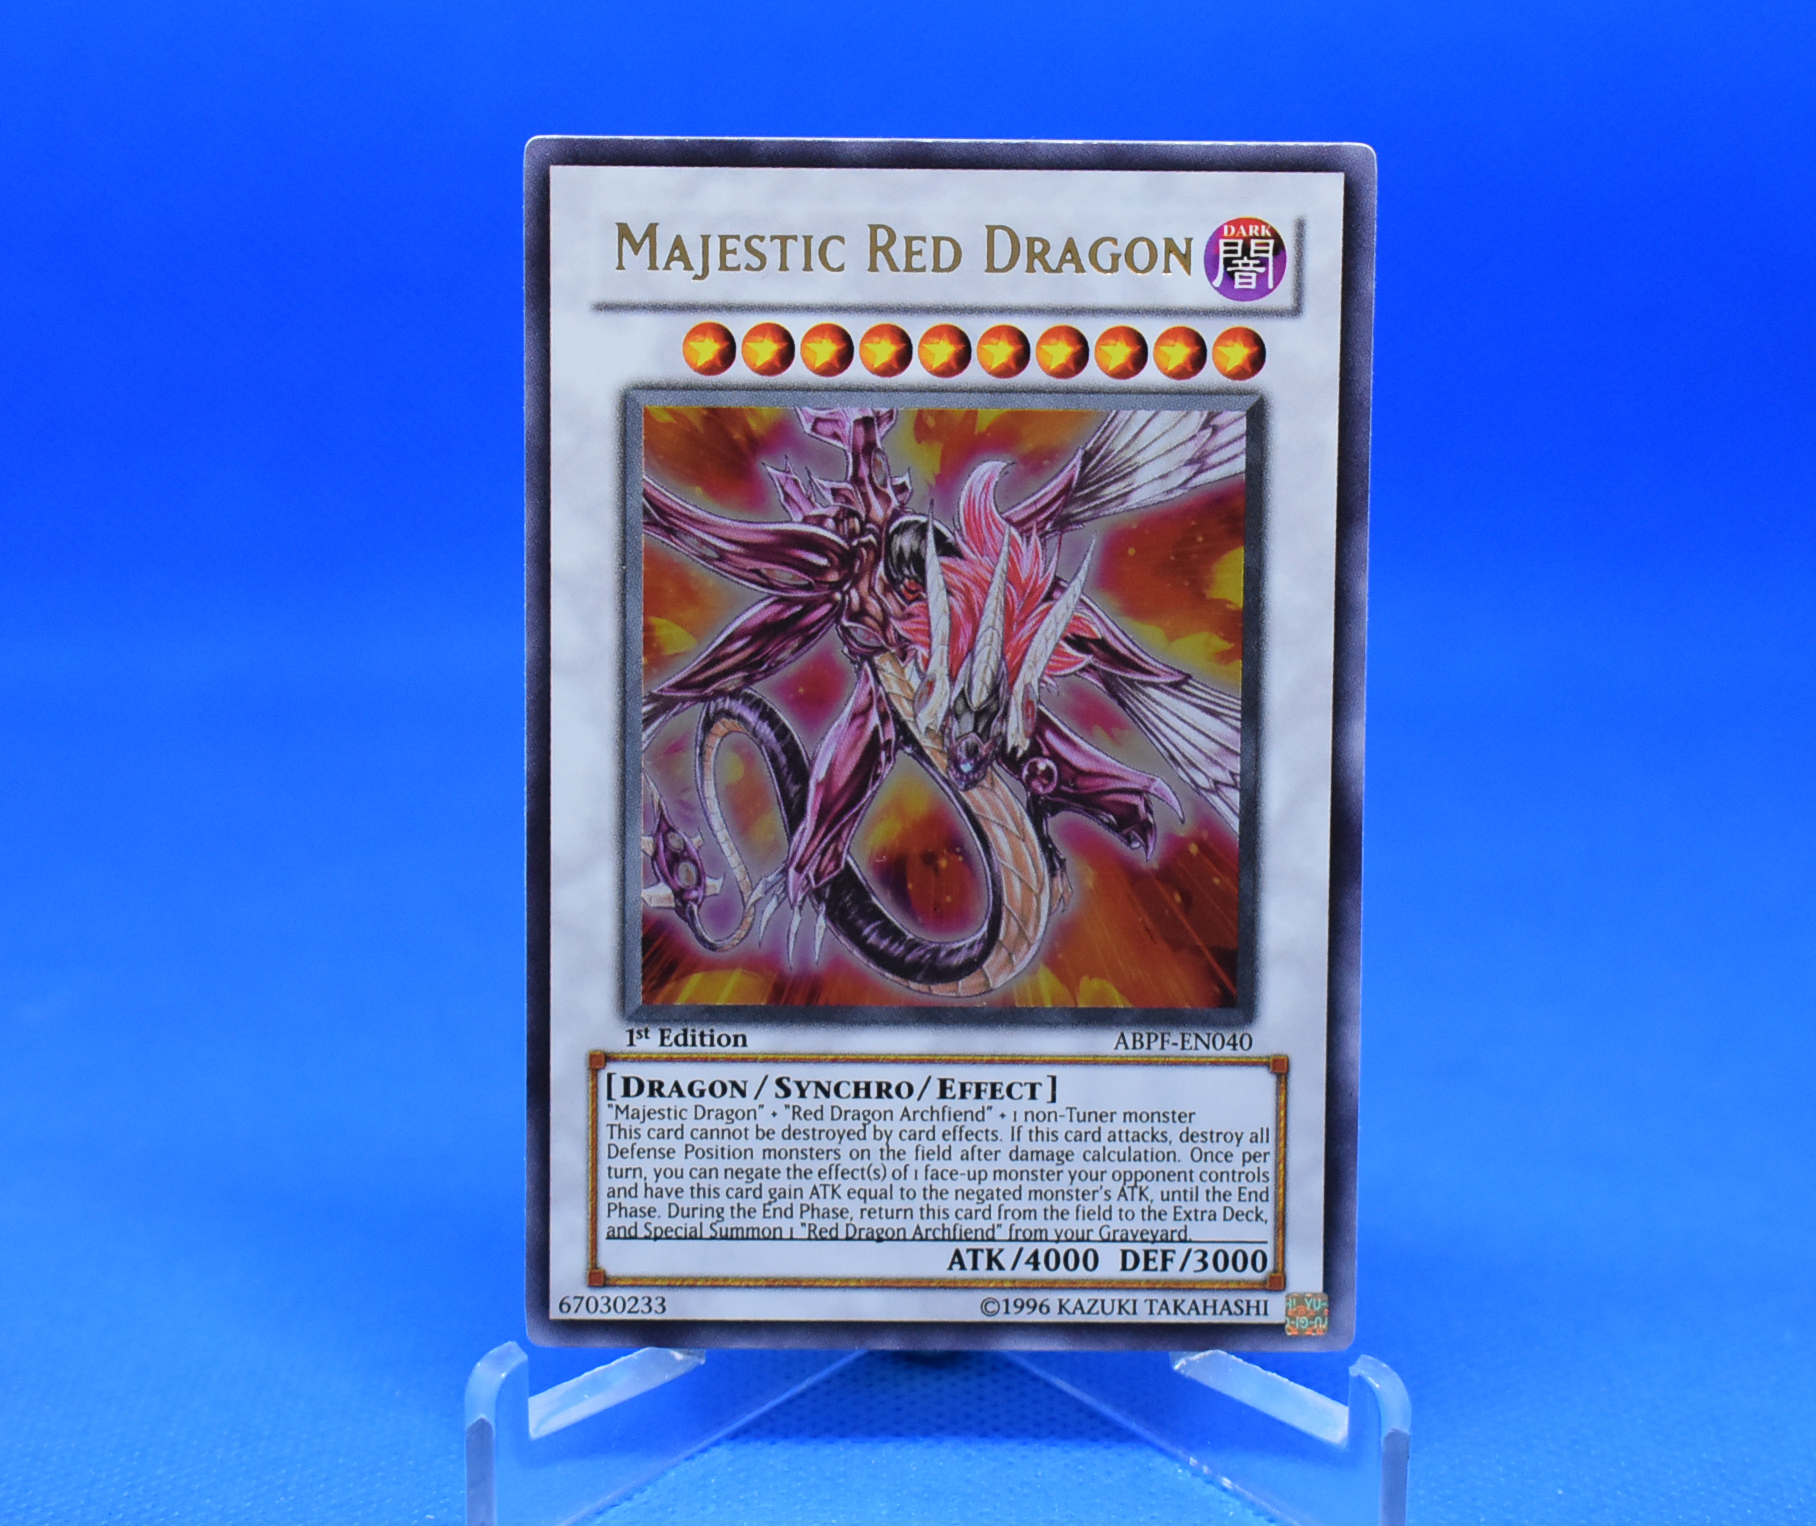 MAJESTIC RED DRAGON
DARK
闇
1st Edition
ABPF-EN040
[DRAGON/SYNCHRO/EFFECT]
"Majestic Dragon" + "Red Dragon Archfiend" + 1 non-Tuner monster
This card cannot be destroyed by card effects. If this card attacks, destroy all
Defense Position monsters on the field after damage calculation. Once per
turn, you can negate the effect(s) of 1 face-up monster your opponent controls
and have this card gain ATK equal to the negated monster's ATK, until the End
Phase. During the End Phase, return this card from the field to the Extra Deck,
and Special Summon 1 "Red Dragon Archfiend" from your Graveyard.
ATK/4000 DEF/3000
67030233
©1996 KAZUKI TAKAHASHI